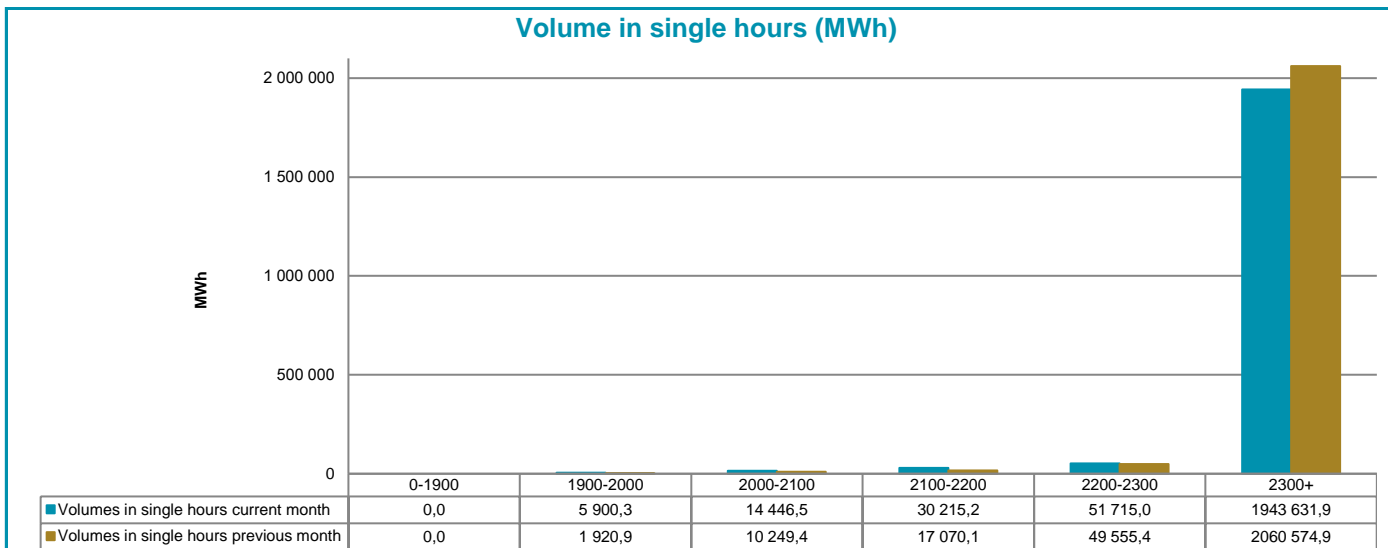 Volume in single hours (MWh)
2 000 000
1 500 000
1 000 000
500 000
0
MWh
0-1900 1900-2000 2000-2100 2100-2200 2200-2300 2300+
Volumes in single hours current month 0,0 5 900,3 14 446,5 30 215,2 51 715,0 1943 631,9
Volumes in single hours previous month 0,0 1 920,9 10 249,4 17 070,1 49 555,4 2060 574,9